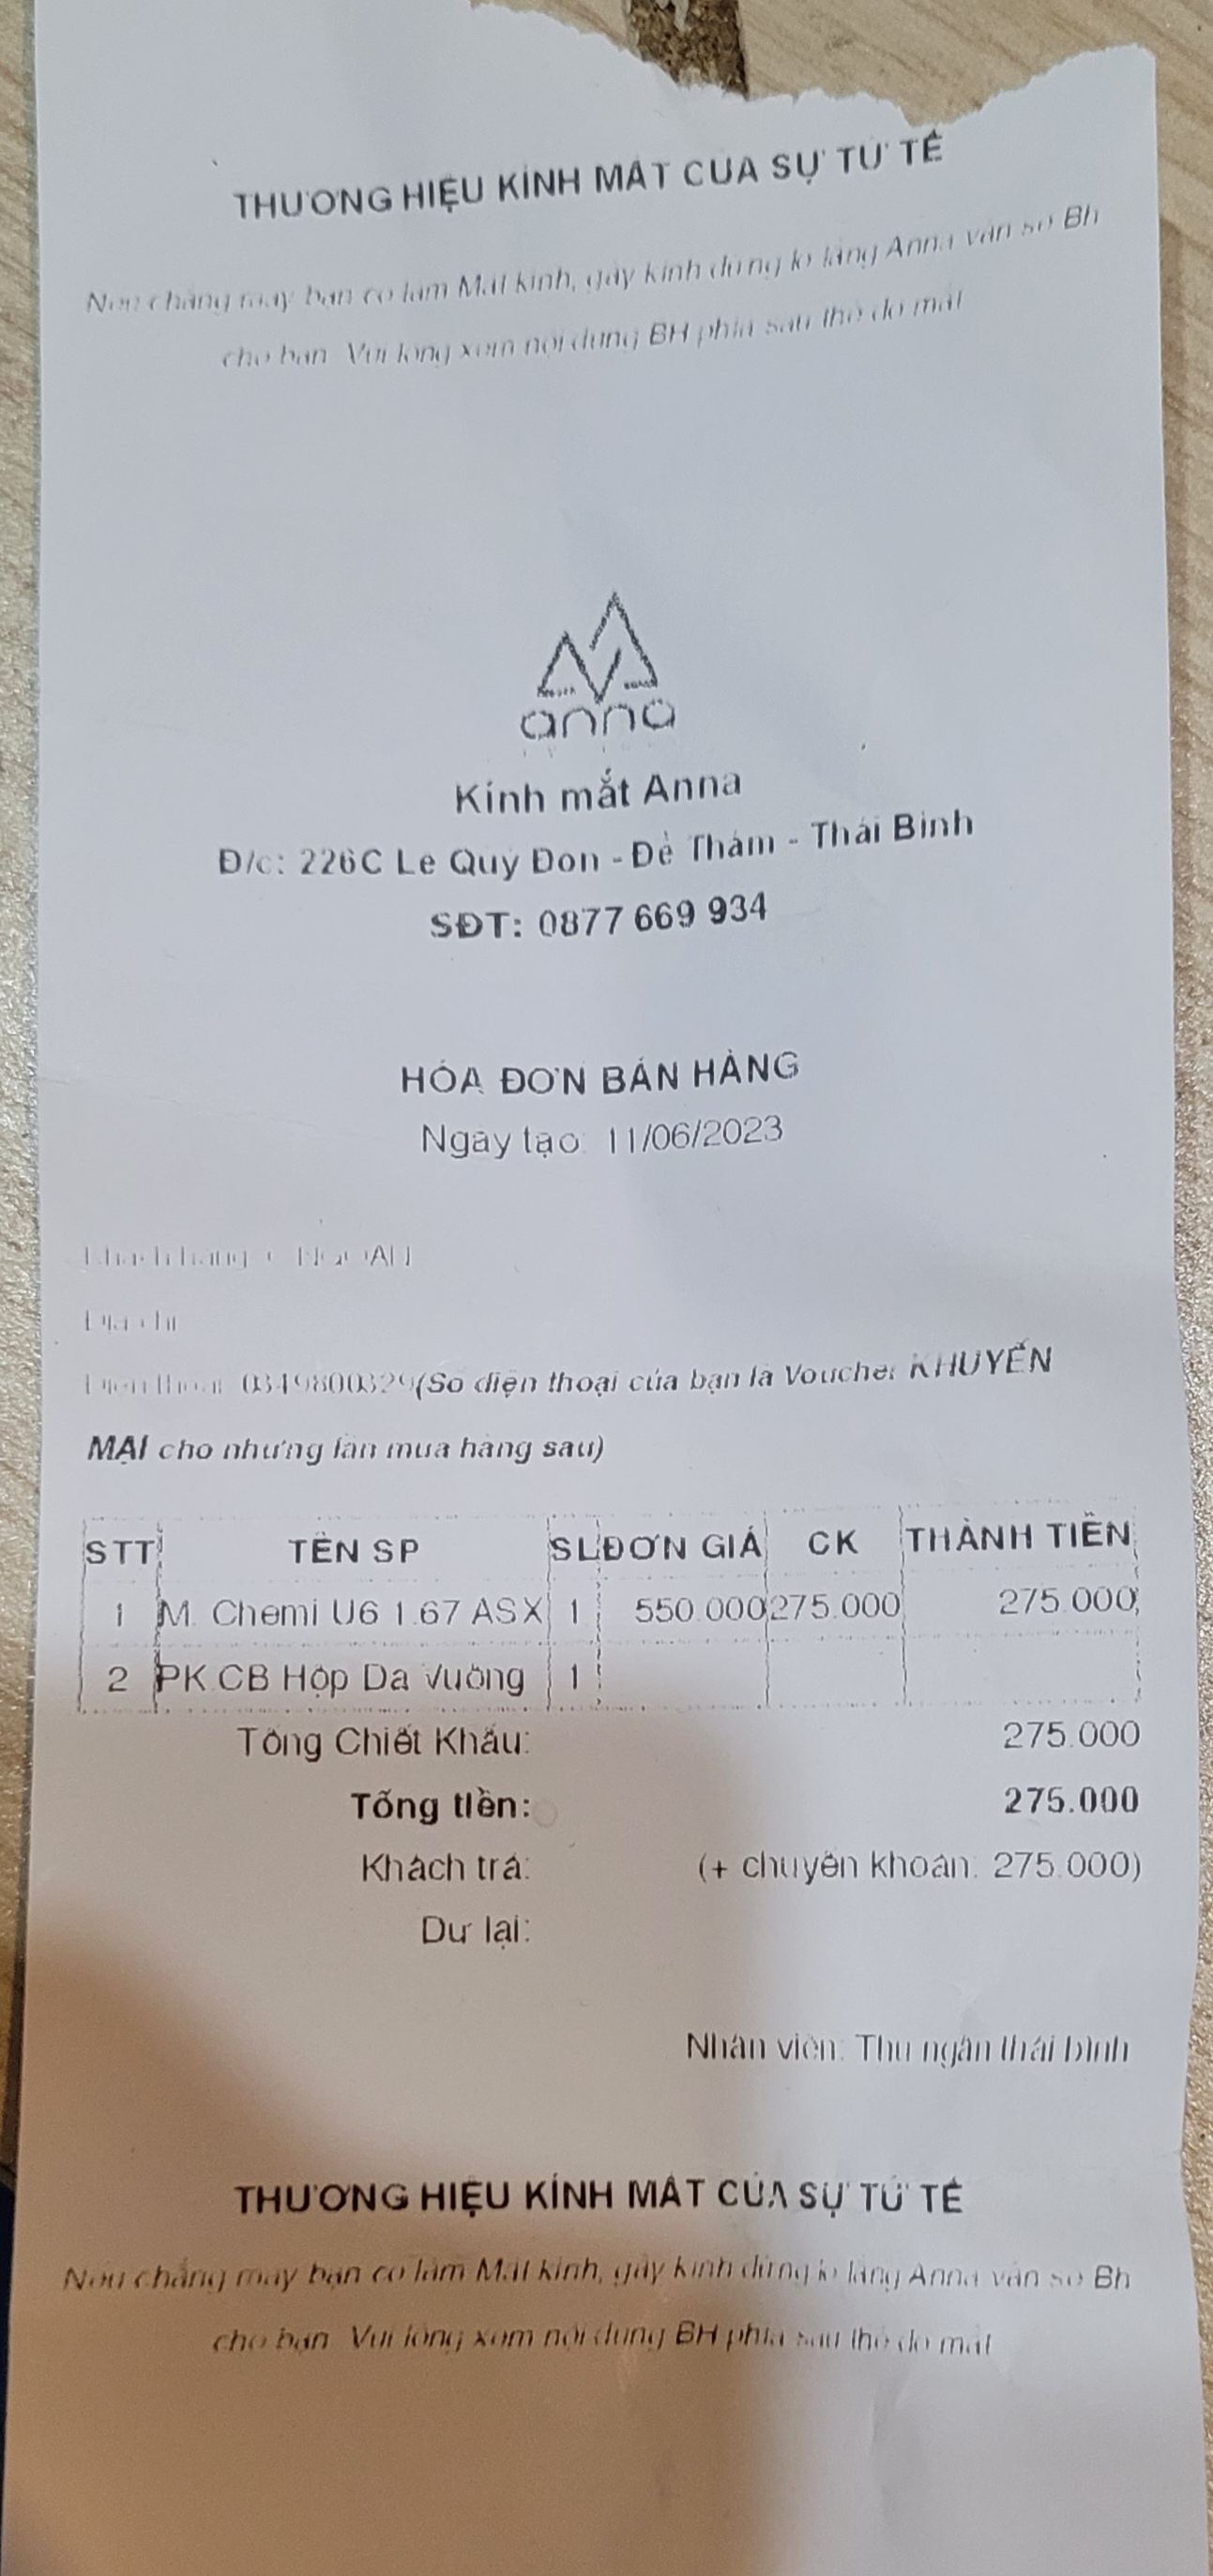 THƯƠNG HIỆU KÍNH MẮT CỦA SỰ TỬ TẾ
Nếu chẳng may bạn có làm Mất kính, gãy kính đừng lo lắng Anna vẫn sẽ Bh
cho bạn. Vui lòng xem nội dung BH phía sau thẻ đo mắt
anna
Kính mắt Anna
Đ/c: 226C Lê Quý Đôn - Đề Thám - Thái Bình
SĐT: 0877 669 934
HÓA ĐƠN BÁN HÀNG
Ngày tạo: 11/06/2023
Khách hàng
Địa chỉ
Điện thoại: 0349800329(Số điện thoại của bạn là Voucher KHUYẾN
MẠI cho những lần mua hàng sau)
STT TÊN SP SL ĐƠN GIÁ CK THÀNH TIỀN
1 M. Chemi U6 1.67 ASX 1 550.000 275.000 275.000
2 PK.CB Hộp Da Vuông 1
Tổng Chiết Khấu: 275.000
Tổng tiền: 275.000
Khách trả: (+ chuyển khoản: 275.000)
Dư lại:
Nhân viên: Thu ngân thái bình
THƯƠNG HIỆU KÍNH MẮT CỦA SỰ TỬ TẾ
Nếu chẳng may bạn có làm Mất kính, gãy kính đừng lo lắng Anna vẫn sẽ Bh
cho bạn. Vui lòng xem nội dung BH phía sau thẻ đo mắt